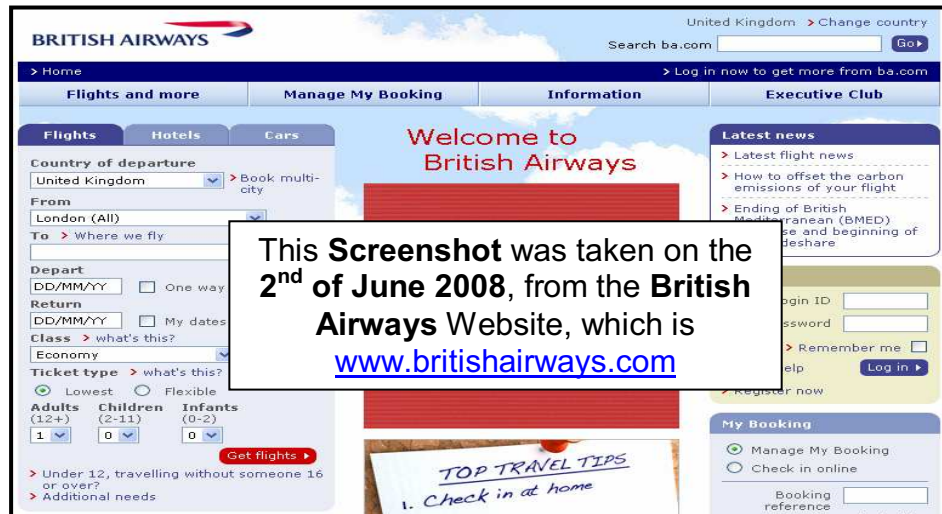 BRITISH AIRWAYS
United Kingdom > Change country
Search ba.com Go
> Home
> Log in now to get more from ba.com
Flights and more
Manage My Booking
Information
Executive Club
Flights
Hotels
Cars
Country of departure
United Kingdom
> Book multi-
city
From
London (All)
To > Where we fly
Depart
DD/MM/YY One way
Return
DD/MM/YY My dates
Class > what's this?
Economy
Ticket type > what's this?
Lowest Flexible
Adults Children Infants
(12+) (2-11) (0-2)
1 0 0
Get flights
> Under 12, travelling without someone 16
or over?
> Additional needs
Welcome to
British Airways
This Screenshot was taken on the
2nd of June 2008, from the British
Airways Website, which is
www.britishairways.com
TOP TRAVEL TIPS
1. Check in at home
Latest news
> Latest flight news
> How to offset the carbon
emissions of your flight
> Ending of British
(BMED)
and beginning of
Remember me
Log in
> Register now
My Booking
Manage My Booking
Check in online
Booking
reference